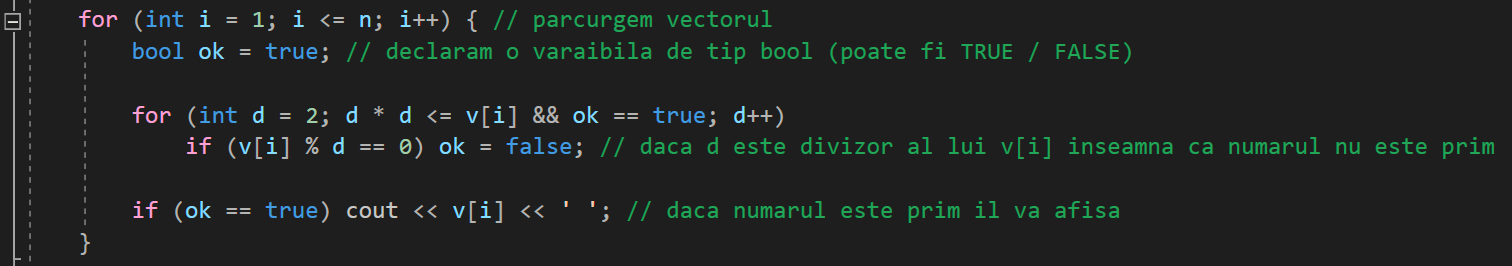 for (int i = 1; i <= n; i++) { // parcurgem vectorul
bool ok = true; // declaram o varaibila de tip bool (poate fi TRUE / FALSE)
for (int d = 2; d * d <= v[i] && ok == true; d++)
if (v[i] % d == 0) ok = false; // daca d este divizor al lui v[i] inseamna ca numarul nu este prim
if (ok == true) cout << v[i] << ' '; // daca numarul este prim il va afisa
}